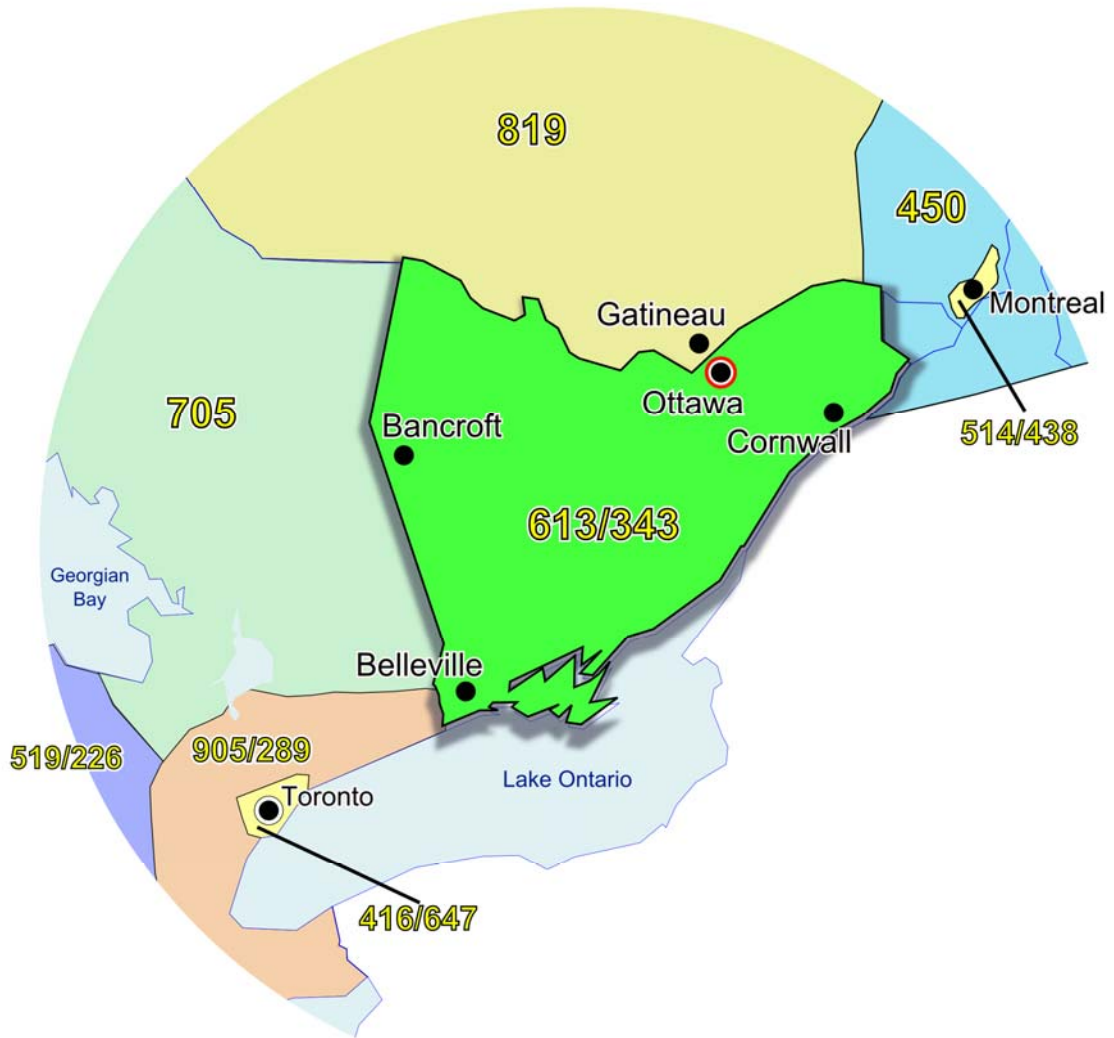 819
450
Montreal
Gatineau
Ottawa
514/438
705
Bancroft
Cornwall
613/343
Georgian
Bay
Belleville
519/226
905/289
Lake Ontario
Toronto
416/647